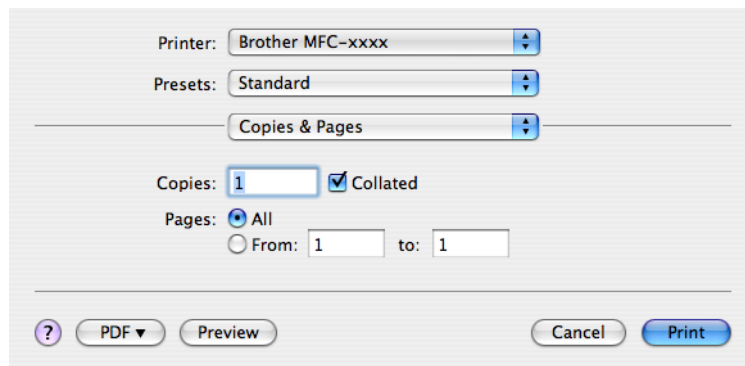 Printer: Brother MFC-xxxx
Presets: Standard
Copies & Pages
Copies: 1 Collated
Pages: All
From: 1 to: 1
? PDF ▼ Preview Cancel Print